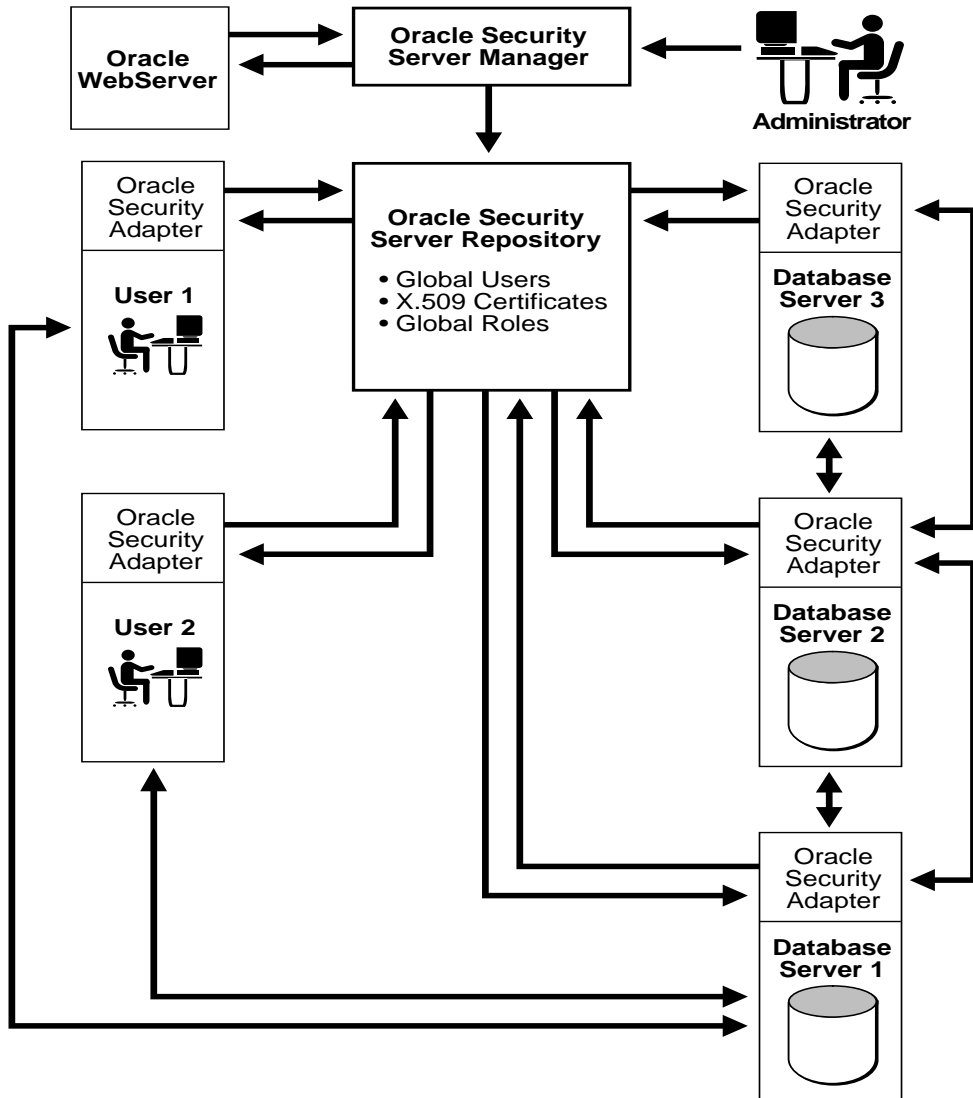 Oracle
WebServer
Oracle Security
Server Manager
Administrator
Oracle
Security
Adapter
User 1
Oracle Security
Server Repository
• Global Users
• X.509 Certificates
• Global Roles
Oracle
Security
Adapter
Database
Server 3
Oracle
Security
Adapter
User 2
Oracle
Security
Adapter
Database
Server 2
Oracle
Security
Adapter
Database
Server 1